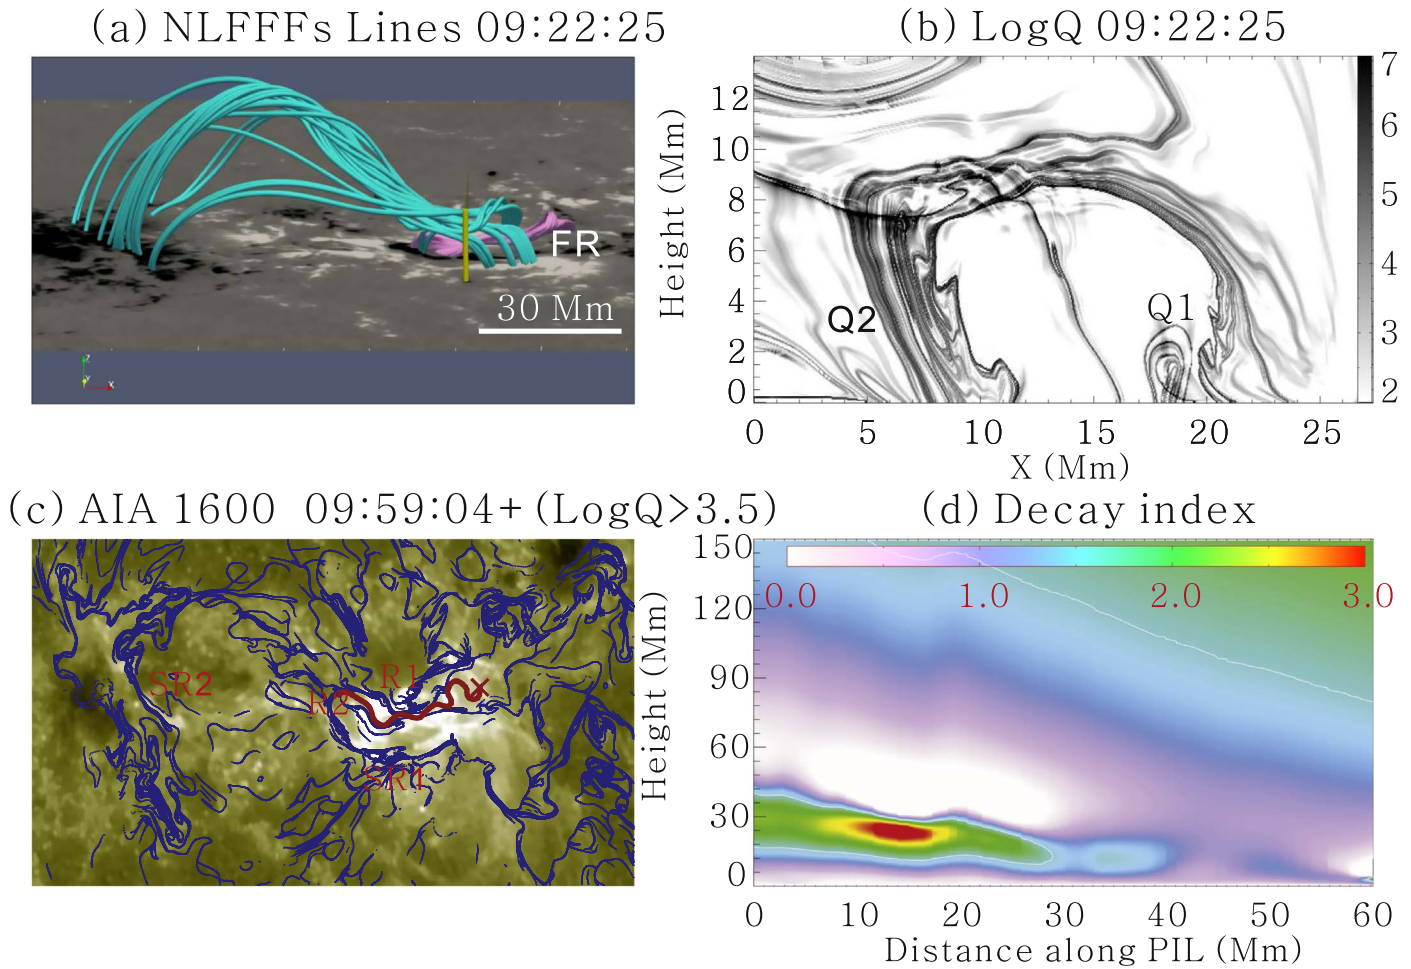 (a) NLFFFs Lines 09:22:25
FR
30 Mm
Z
Y
X
(b) LogQ 09:22:25
Height (Mm)
12
10
8
6
4
2
0
Q2
Q1
7
6
5
4
3
2
0 5 10 15 20 25
X (Mm)
(c) AIA 1600 09:59:04+ (LogQ>3.5)
SR2
R1
R2
SR1
(d) Decay index
Height (Mm)
150
120
90
60
30
0
0.0 1.0 2.0 3.0
0 10 20 30 40 50 60
Distance along PIL (Mm)